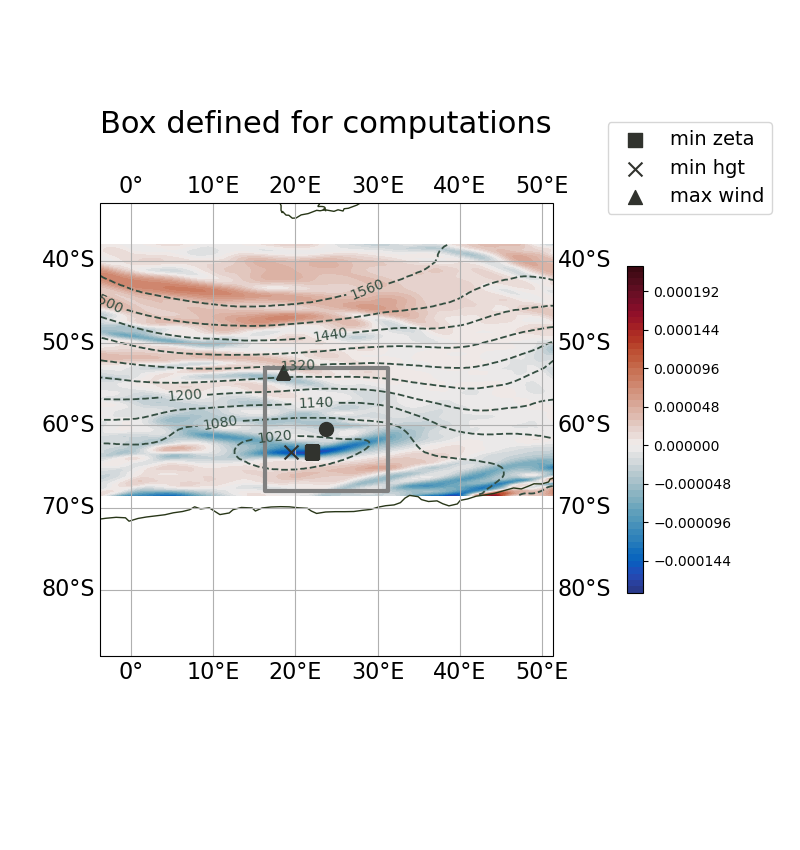 Box defined for computations
min zeta
min hgt
max wind
0° 10°E 20°E 30°E 40°E 50°E
40°S 40°S
50°S 50°S
60°S 60°S
70°S 70°S
80°S 80°S
0° 10°E 20°E 30°E 40°E 50°E
1560
500
1440
1320
1200
1140
1080
1020
0.000192
0.000144
0.000096
0.000048
0.000000
−0.000048
−0.000096
−0.000144